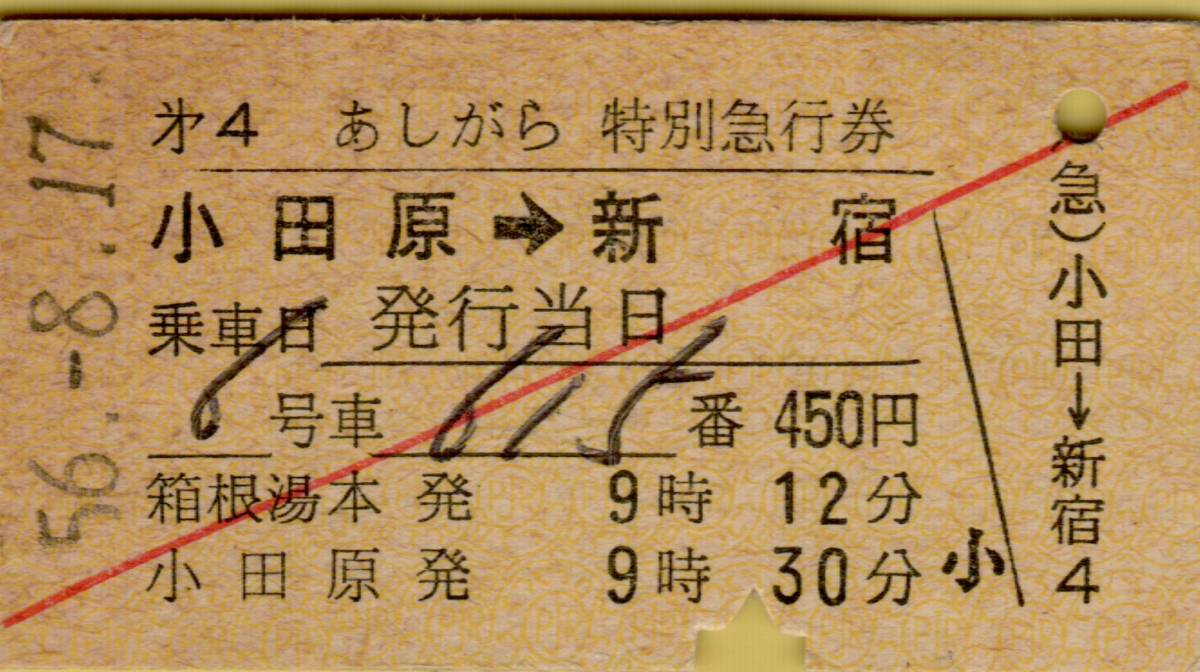 㐧4 あしがら 特別急行券
小田原➡新宿
乗車日 発行当日
6号車 615番 450円
箱根湯本発 9時12分
小田原発 9時30分
小
急)小田→新宿4
56.-8.17.